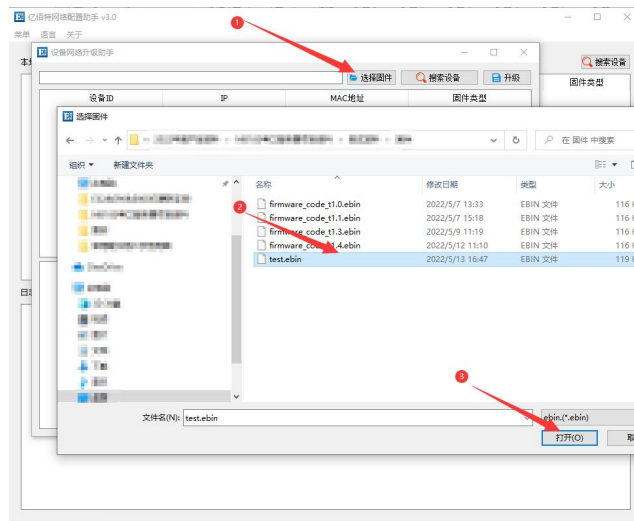 EI 亿佰特网络配置助手 v3.0
菜单 语言 关于
1
EI 设备网络升级助手
选择固件 搜索设备 升级
搜索设备
固件类型
设备ID IP MAC地址 固件类型
EI 选择固件
在 固件 中搜索
组织 新建文件夹
名称 修改日期 类型 大小
firmware_code_t1.0.ebin 2022/5/7 13:33 EBIN 文件 116
2
firmware_code_t1.1.ebin 2022/5/7 15:18 EBIN 文件 116
firmware_code_t1.3.ebin 2022/5/9 11:19 EBIN 文件 116
firmware_code_t1.4.ebin 2022/5/12 11:10 EBIN 文件 116
test.ebin 2022/5/13 16:47 EBIN 文件 119
3
文件名(N): test.ebin ebin.(*.ebin)
打开(O)